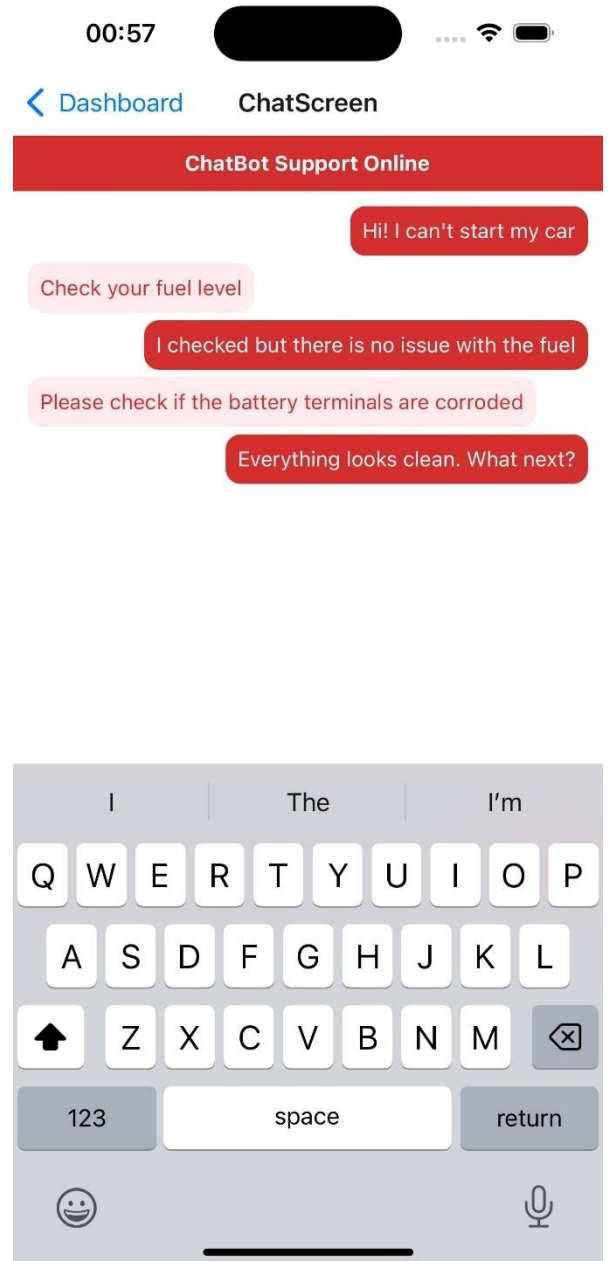 00:57
Dashboard ChatScreen
ChatBot Support Online
Hi! I can't start my car
Check your fuel level
I checked but there is no issue with the fuel
Please check if the battery terminals are corroded
Everything looks clean. What next?
I The I'm
Q W E R T Y U I O P
A S D F G H J K L
Z X C V B N M
123 space return